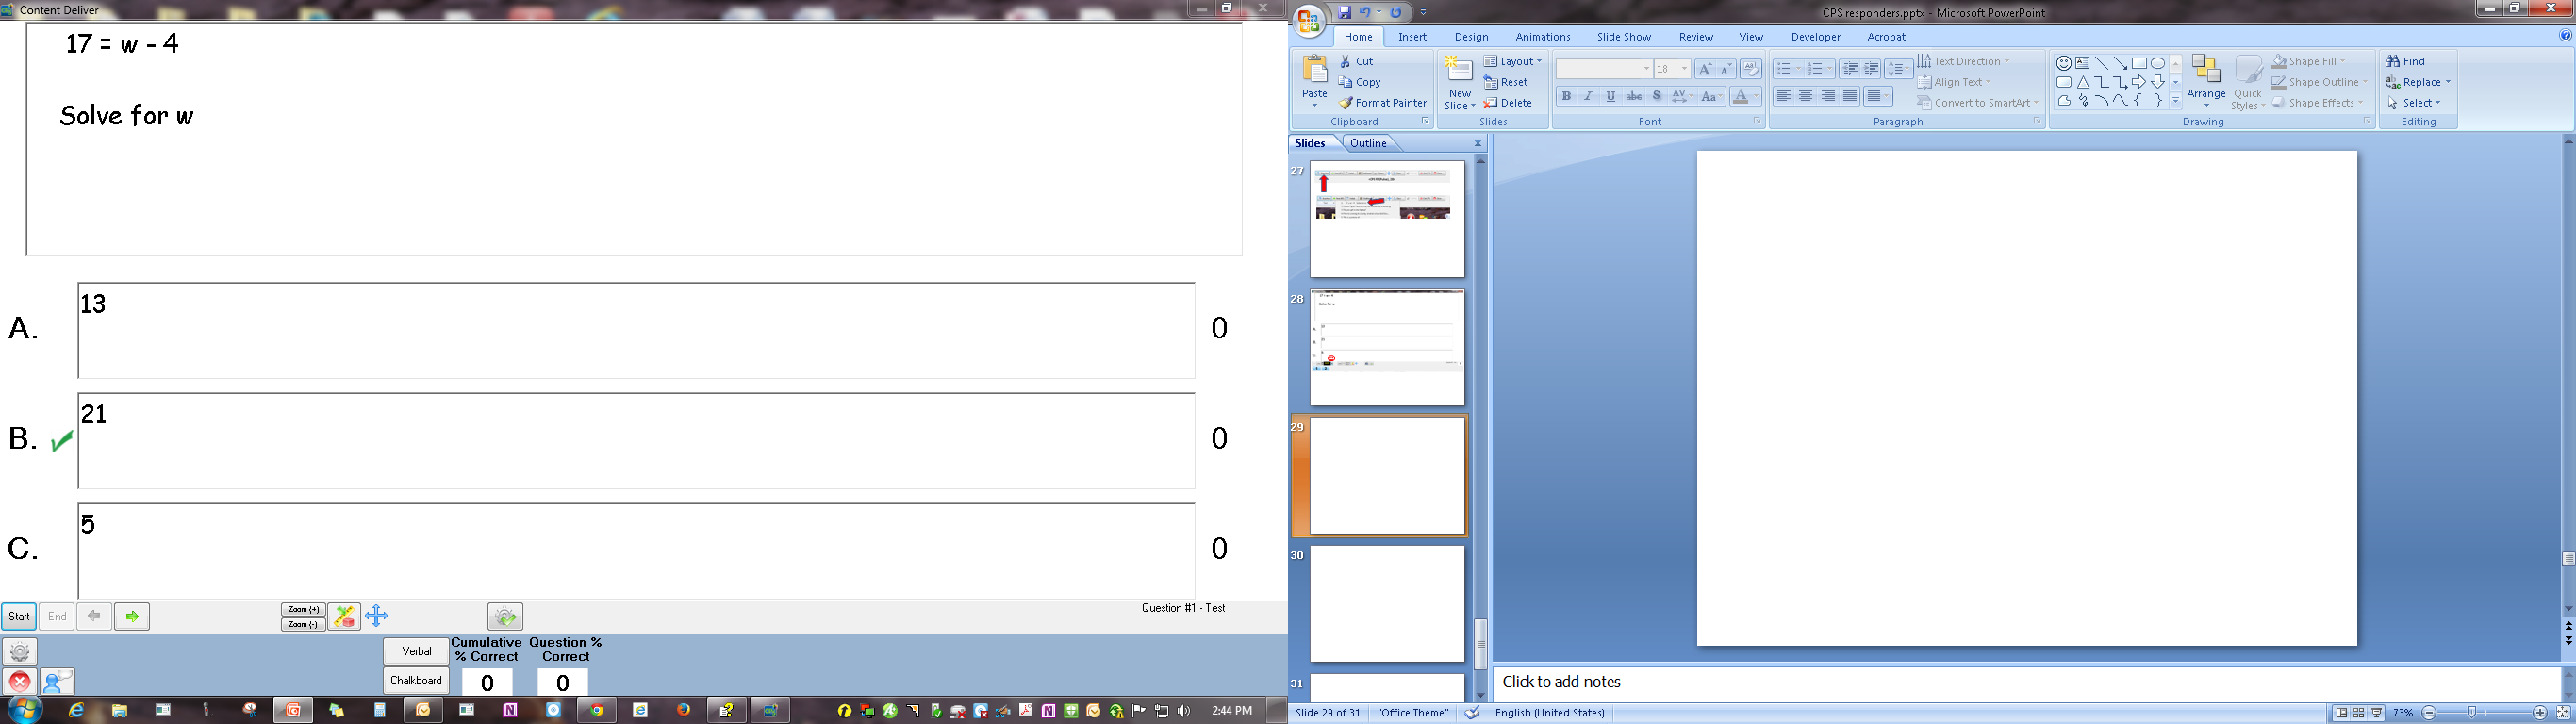 Content Deliver
17 = w - 4
Solve for w
A.
13
0
B.
21
0
C.
5
0
Start
End
Zoom (+)
Zoom (-)
Question #1 - Test
Verbal
Chalkboard
Cumulative
% Correct
0
Question %
Correct
0
2:44 PM
CPS responders.pptx - Microsoft PowerPoint
Home Insert Design Animations Slide Show Review View Developer Acrobat
Paste
Cut
Copy
Format Painter
Clipboard
New
Slide
Layout
Reset
Delete
Slides
18
B I U abc S AV Aa A
Font
Text Direction
Align Text
Convert to SmartArt
Paragraph
Arrange
Quick
Styles
Shape Fill
Shape Outline
Shape Effects
Drawing
Find
Replace
Select
Editing
Slides Outline
27
28
29
30
31
Click to add notes
Slide 29 of 31
"Office Theme"
English (United States)
73%